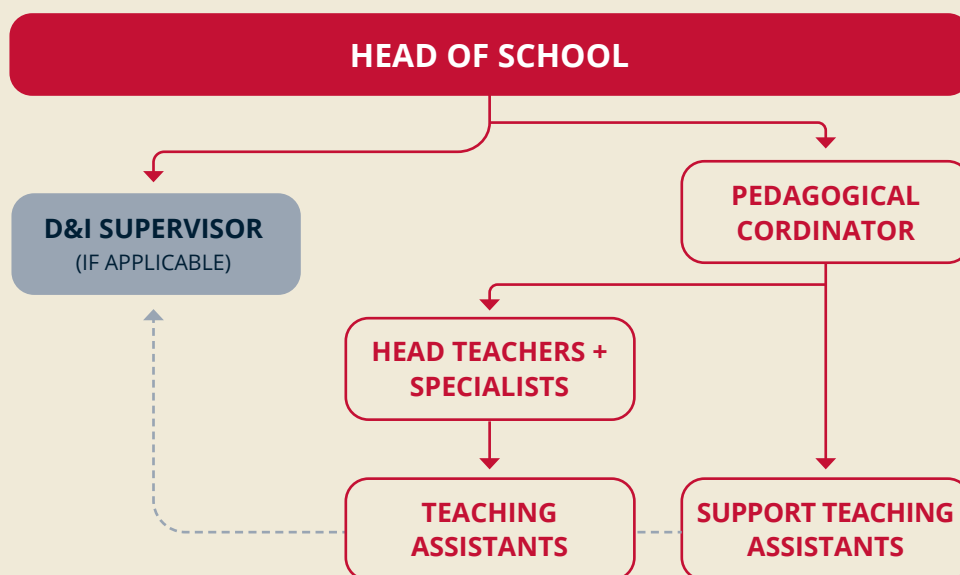 HEAD OF SCHOOL
D&I SUPERVISOR
(IF APPLICABLE)
PEDAGOGICAL
CORDINATOR
HEAD TEACHERS +
SPECIALISTS
TEACHING
ASSISTANTS
SUPPORT TEACHING
ASSISTANTS